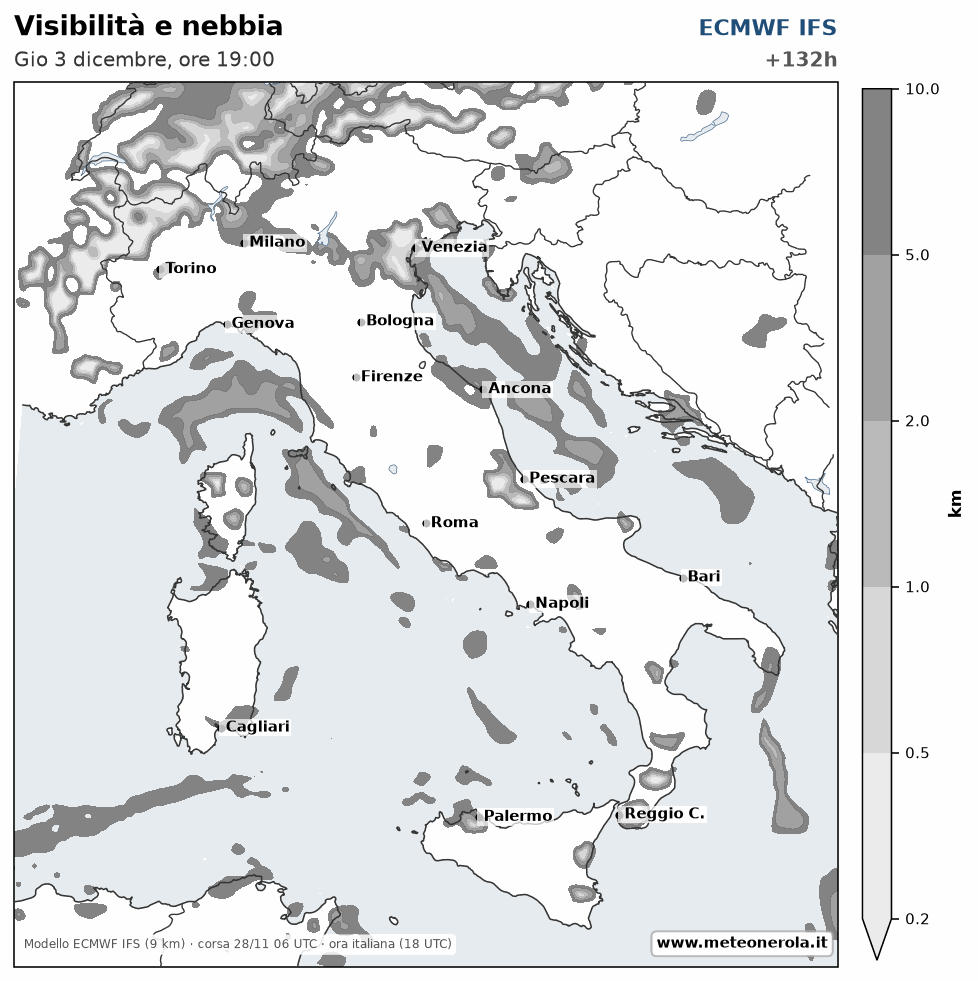 Visibilità e nebbia
ECMWF IFS
Gio 3 dicembre, ore 19:00
+132h
10.0
5.0
2.0
1.0
0.5
0.2
km
Milano
Venezia
Torino
Genova
Bologna
Firenze
Ancona
Pescara
Roma
Bari
Napoli
Cagliari
Palermo
Reggio C.
Modello ECMWF IFS (9 km) · corsa 28/11 06 UTC · ora italiana (18 UTC)
www.meteonerola.it